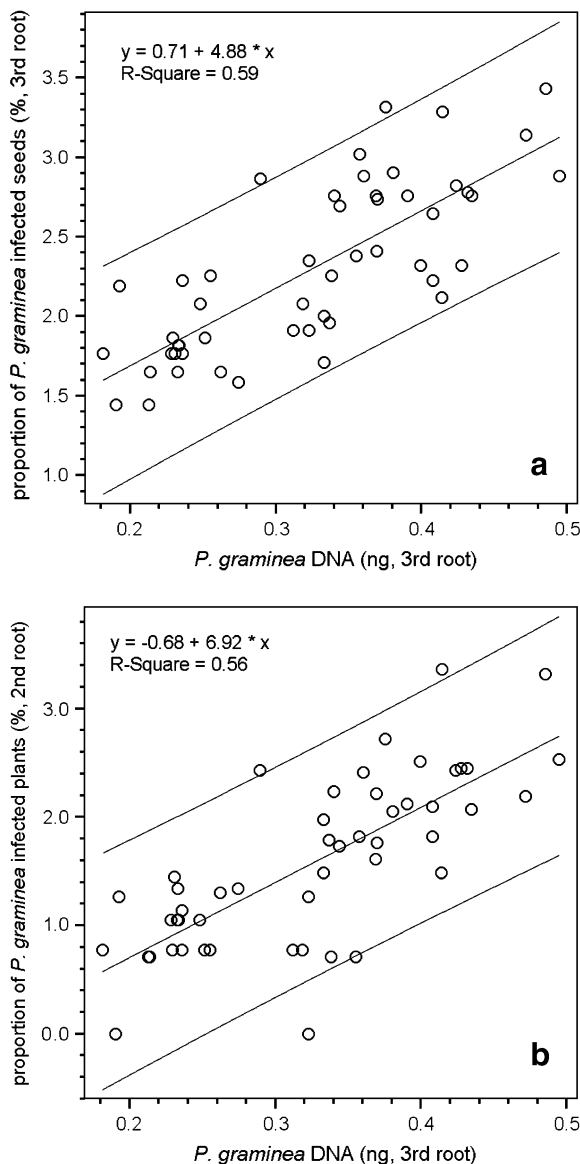 y = 0.71 + 4.88 * x
R-Square = 0.59
proportion of P. graminea infected seeds (%, 3rd root)
3.5
3.0
2.5
2.0
1.5
1.0
a
0.2 0.3 0.4 0.5
P. graminea DNA (ng, 3rd root)
y = -0.68 + 6.92 * x
R-Square = 0.56
proportion of P. graminea infected plants (%, 2nd root)
3.0
2.0
1.0
0.0
b
0.2 0.3 0.4 0.5
P. graminea DNA (ng, 3rd root)